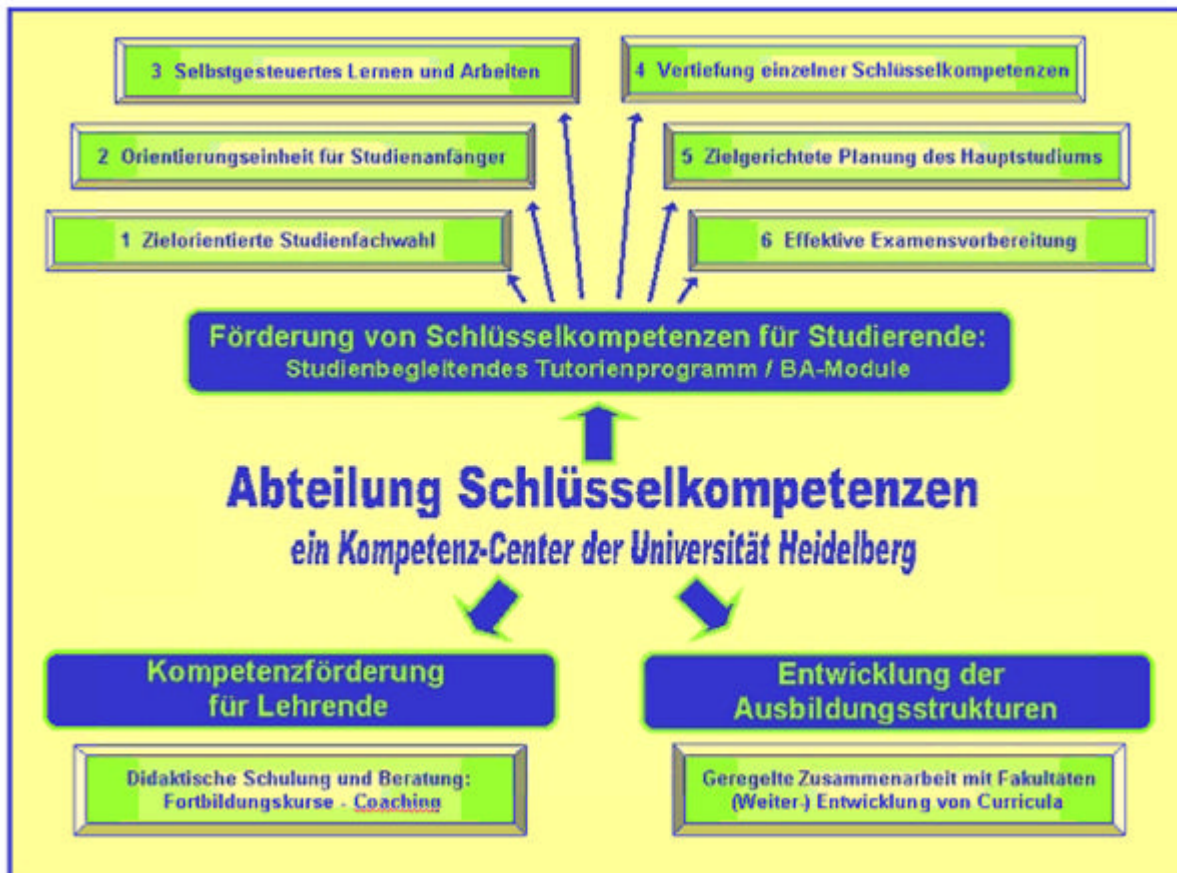 3 Selbstgesteuertes Lernen und Arbeiten
4 Vertiefung einzelner Schlüsselkompetenzen
2 Orientierungseinheit für Studienanfänger
5 Zielgerichtete Planung des Hauptstudiums
1 Zielorientierte Studienfachwahl
6 Effektive Examensvorbereitung
Förderung von Schlüsselkompetenzen für Studierende:
Studienbegleitendes Tutorienprogramm / BA-Module
Abteilung Schlüsselkompetenzen
ein Kompetenz-Center der Universität Heidelberg
Kompetenzförderung
für Lehrende
Entwicklung der
Ausbildungsstrukturen
Didaktische Schulung und Beratung:
Fortbildungskurse - Coaching
Geregelte Zusammenarbeit mit Fakultäten
(Weiter-) Entwicklung von Curricula